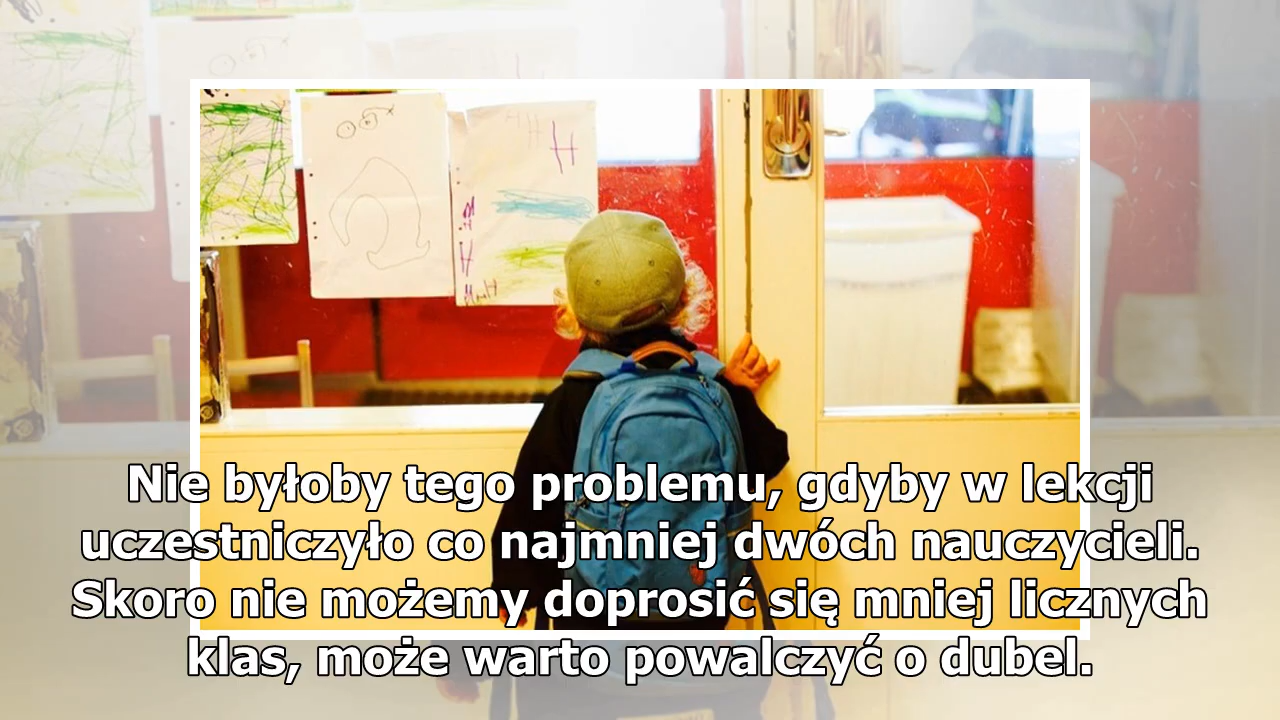 H
Nie byłoby tego problemu, gdyby w lekcji
uczestniczyło co najmniej dwóch nauczycieli.
Skoro nie możemy doprosić się mniej licznych
klas, może warto powalczyć o dubel.